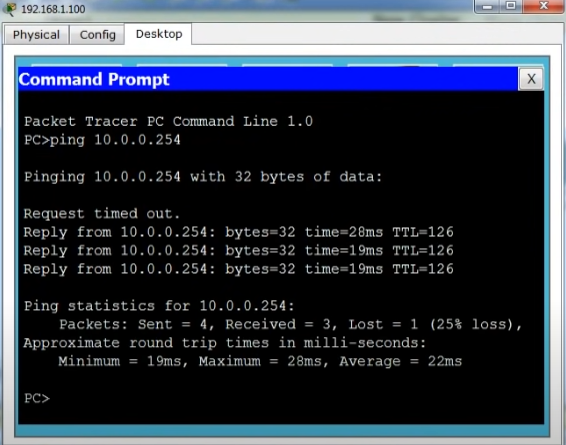 192.168.1.100
Physical Config Desktop
Command Prompt X
Packet Tracer PC Command Line 1.0
PC>ping 10.0.0.254
Pinging 10.0.0.254 with 32 bytes of data:
Request timed out.
Reply from 10.0.0.254: bytes=32 time=28ms TTL=126
Reply from 10.0.0.254: bytes=32 time=19ms TTL=126
Reply from 10.0.0.254: bytes=32 time=19ms TTL=126
Ping statistics for 10.0.0.254:
Packets: Sent = 4, Received = 3, Lost = 1 (25% loss),
Approximate round trip times in milli-seconds:
Minimum = 19ms, Maximum = 28ms, Average = 22ms
PC>